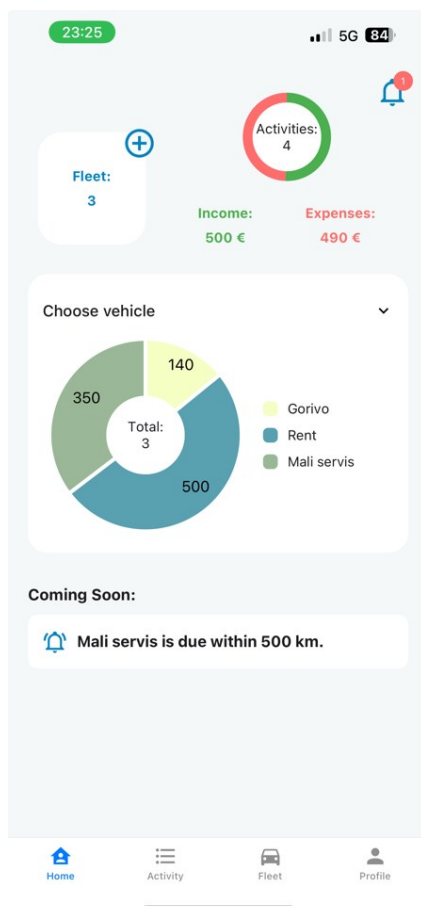 23:25
5G 84
1
Activities:
4
Fleet:
3
Income:
500 €
Expenses:
490 €
Choose vehicle
140
350
Total:
3
500
Gorivo
Rent
Mali servis
Coming Soon:
Mali servis is due within 500 km.
Home
Activity
Fleet
Profile